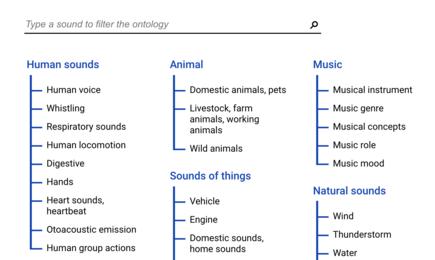 Type a sound to filter the ontology
Human sounds
Human voice
Whistling
Respiratory sounds
Human locomotion
Digestive
Hands
Heart sounds,
heartbeat
Otoacoustic emission
Human group actions
Animal
Domestic animals, pets
Livestock, farm
animals, working
animals
Wild animals
Sounds of things
Vehicle
Engine
Domestic sounds,
home sounds
Music
Musical instrument
Music genre
Musical concepts
Music role
Music mood
Natural sounds
Wind
Thunderstorm
Water